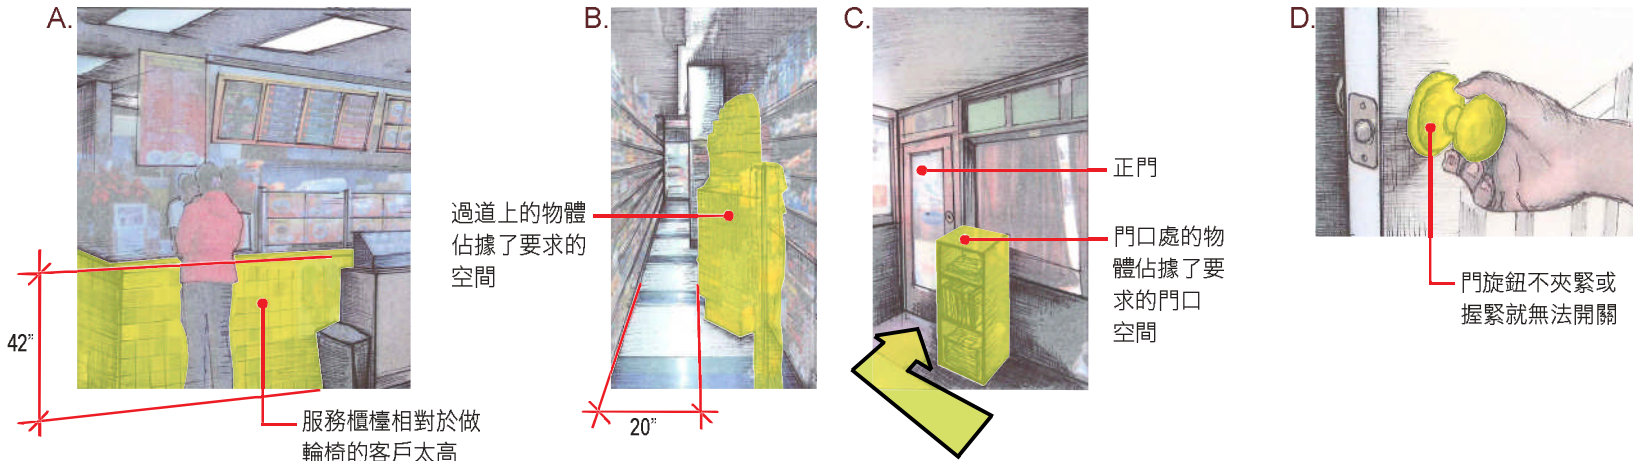 A.
42”
服務櫃檯相對於做
輪椅的客戶太高
B.
過道上的物體
佔據了要求的
空間
20”
C.
正門
門口處的物
體佔據了要
求的門口
空間
D.
門旋鈕不夾緊或
握緊就無法開關